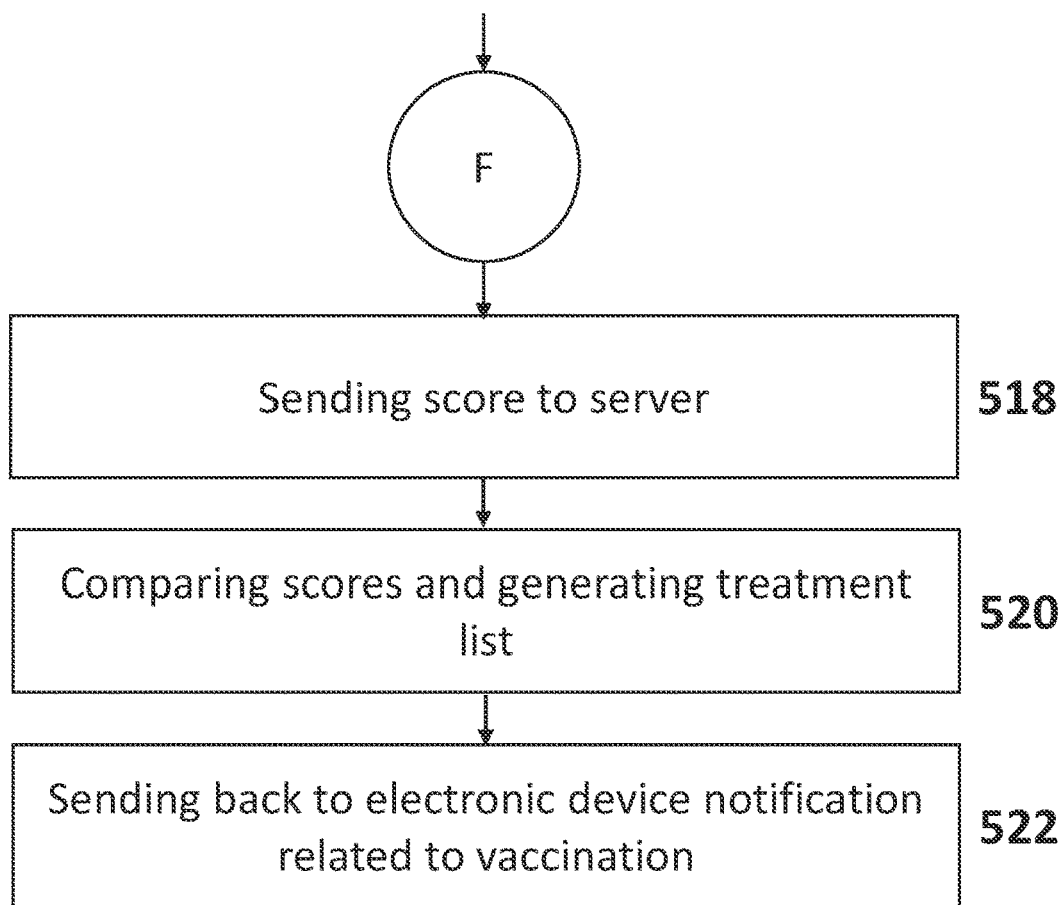 F
Sending score to server
518
Comparing scores and generating treatment
list
520
Sending back to electronic device notification
related to vaccination
522